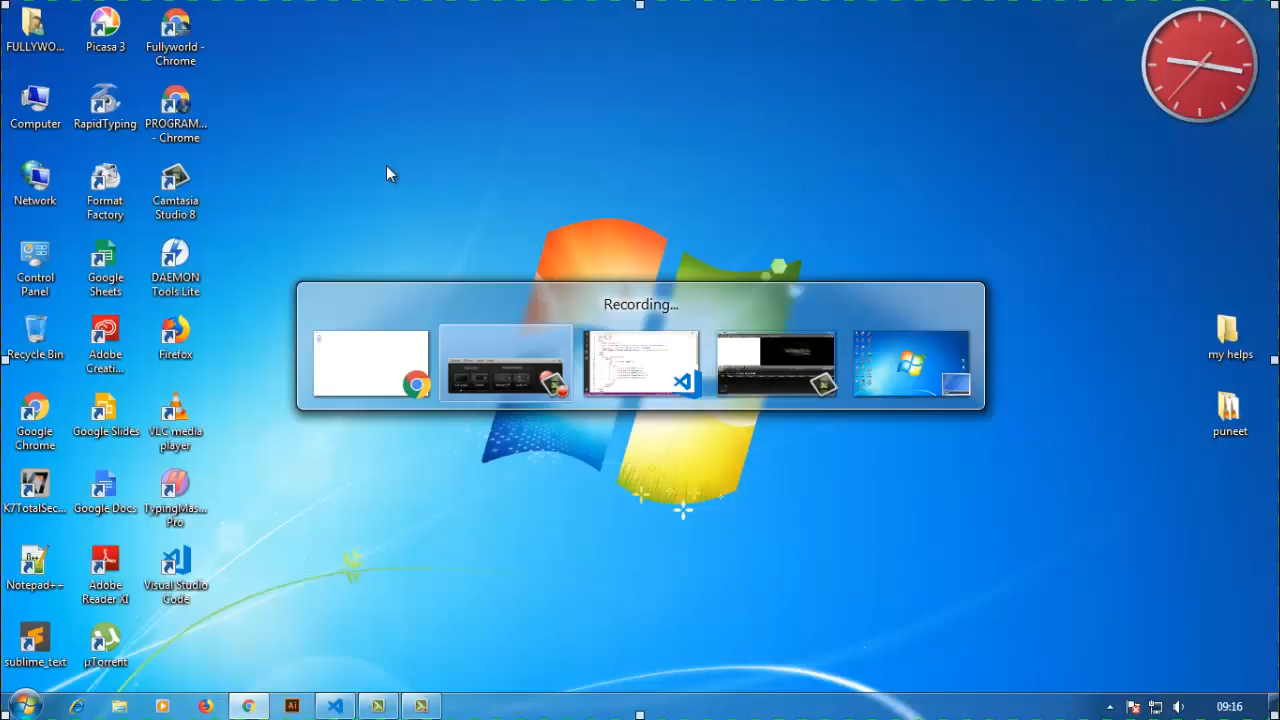 FULLYWO...
Picasa 3
Fullyworld -
Chrome
Computer
RapidTyping
PROGRAM...
- Chrome
Network
Format
Factory
Camtasia
Studio 8
Control
Panel
Google
Sheets
DAEMON
Tools Lite
Recycle Bin
Adobe
Creati...
Firefox
Google
Chrome
Google Slides
VLC media
player
K7TotalSec...
Google Docs
TypingMas...
Pro
Notepad++
Adobe
Reader XI
Visual Studio
Code
sublime_text
µTorrent
Recording...
my helps
puneet
Ai
09:16